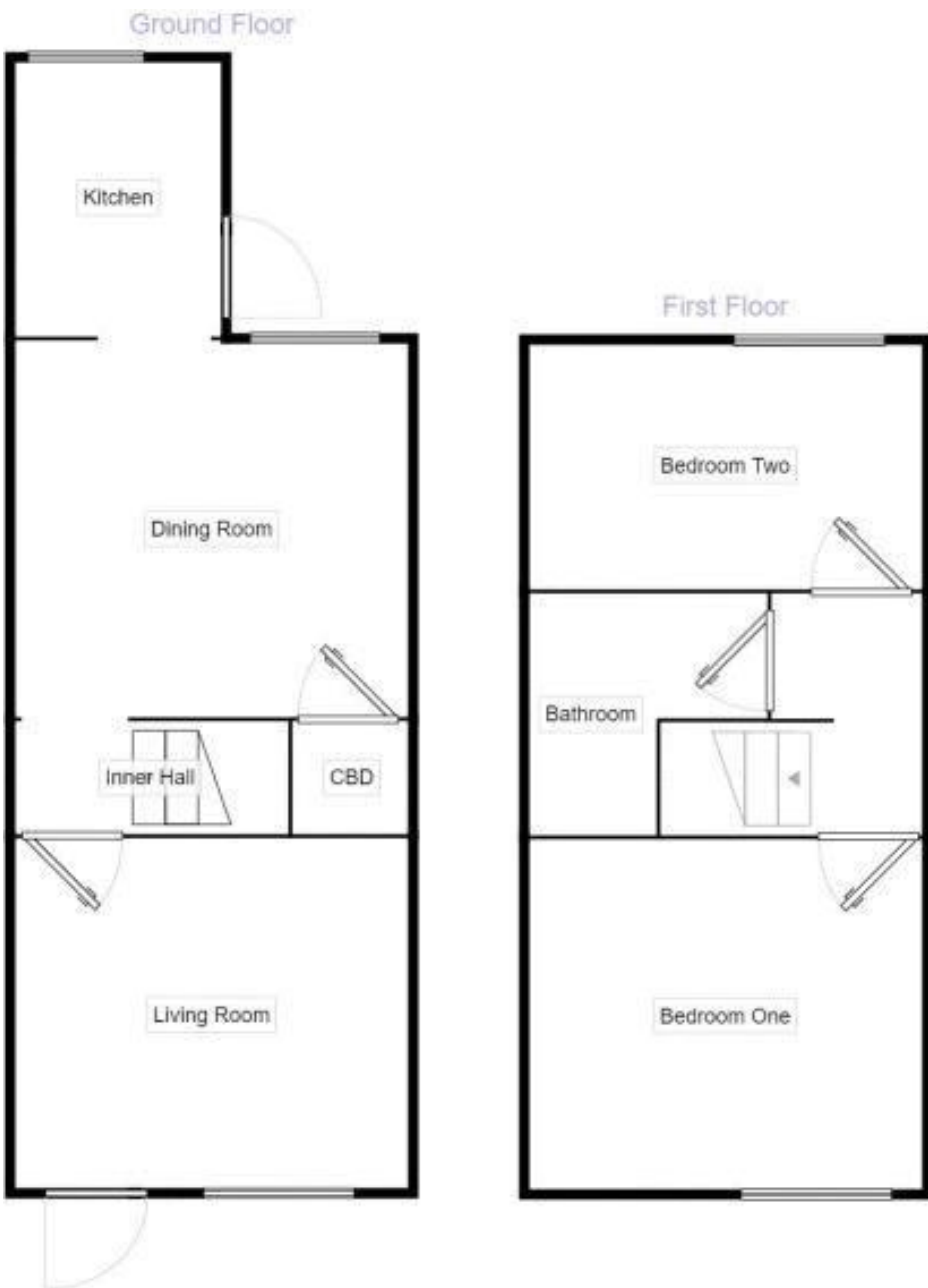 Ground Floor
Kitchen
Dining Room
Inner Hall
CBD
Living Room
First Floor
Bedroom Two
Bathroom
Bedroom One